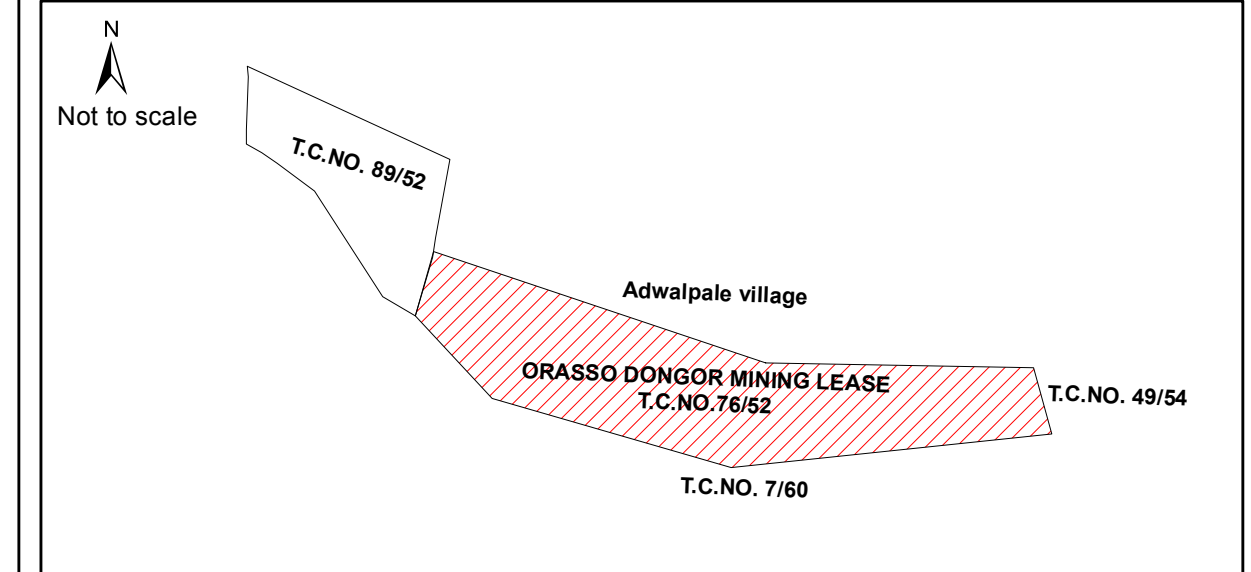 N
Not to scale
T.C.NO. 89/52
Adwalpale village
ORASSO DONGOR MINING LEASE
T.C.NO.76/52
T.C.NO. 49/54
T.C.NO. 7/60